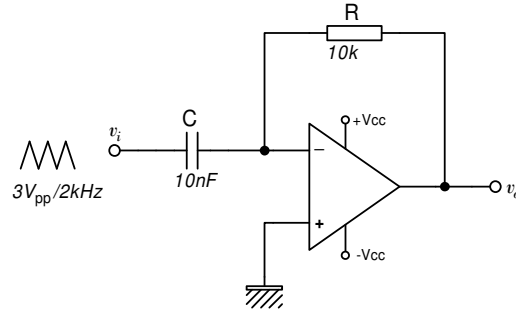 R
10k
+Vcc
C
v_i
10nF
3V_pp/2kHz
−
+
v_o
-Vcc